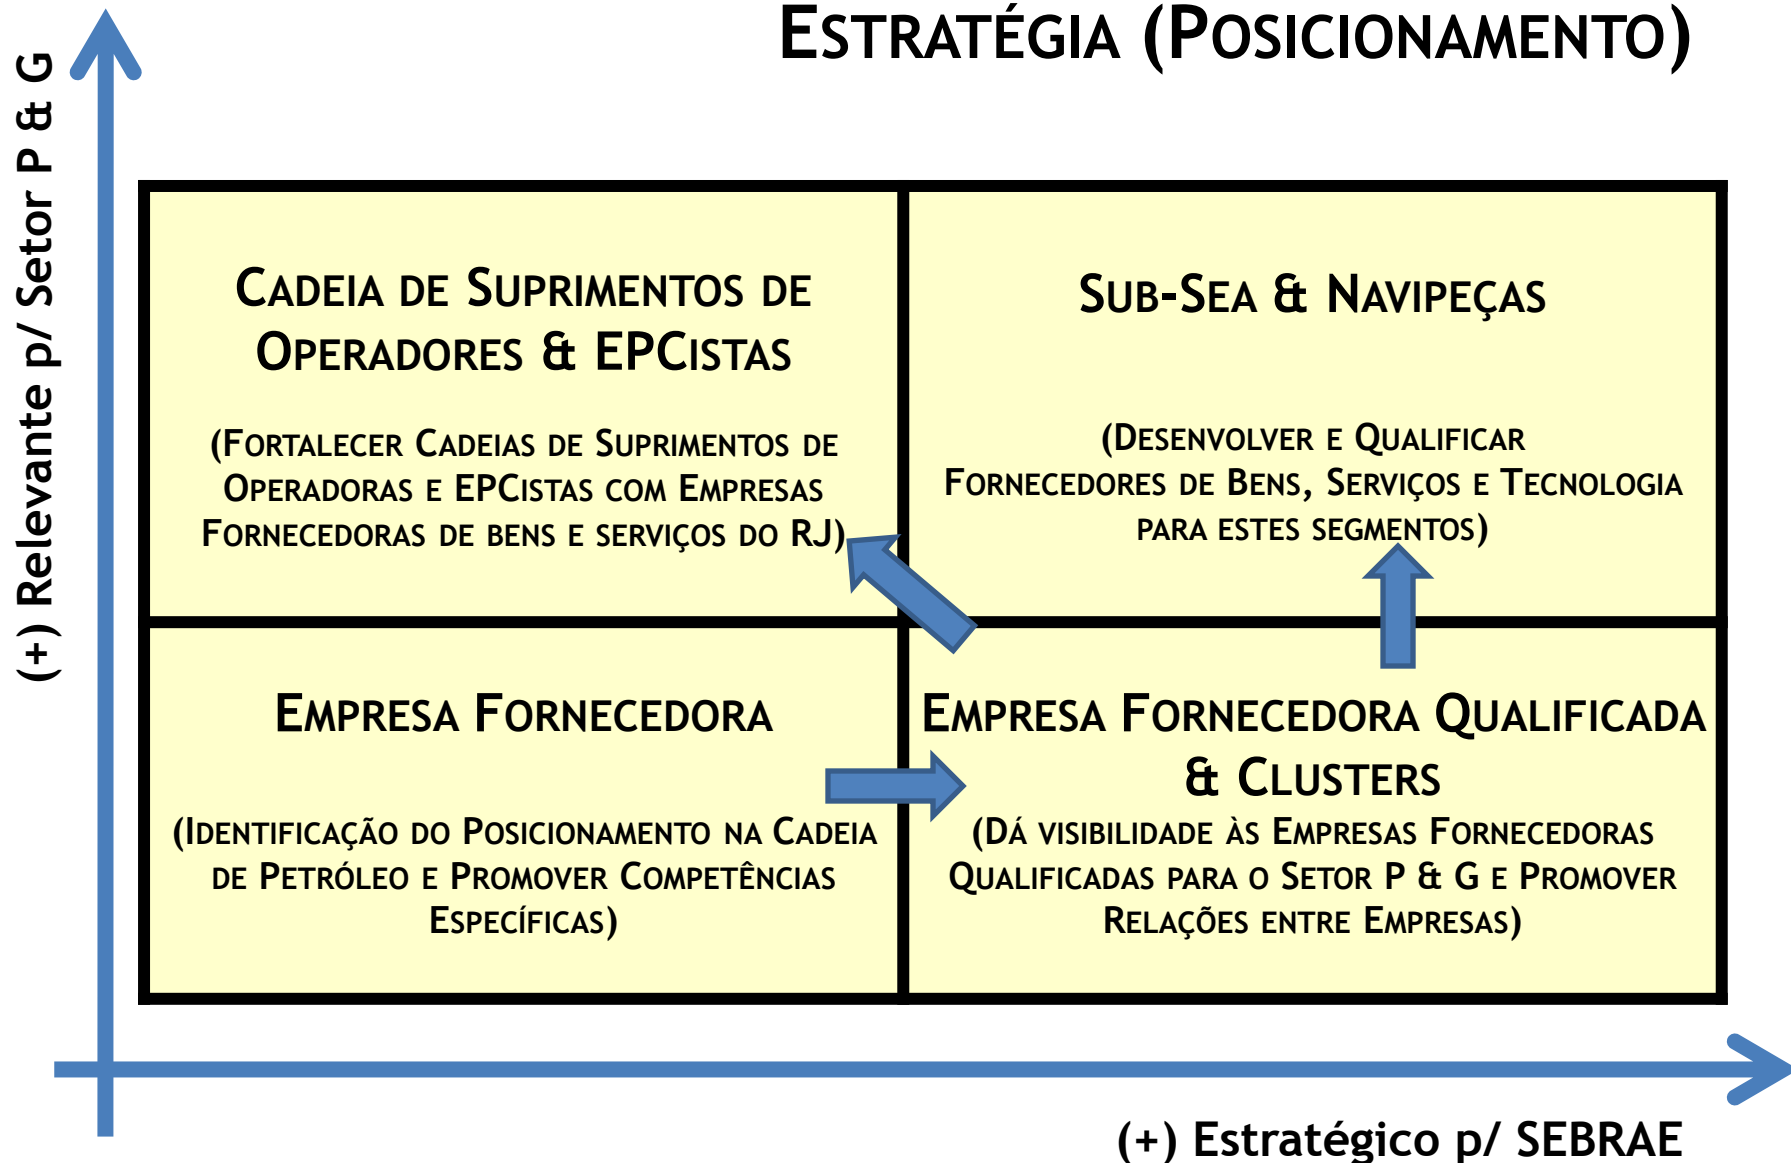 ESTRATÉGIA (POSICIONAMENTO)
(+) Relevante p/ Setor P & G
CADEIA DE SUPRIMENTOS DE
OPERADORES & EPCISTAS
(FORTALECER CADEIAS DE SUPRIMENTOS DE
OPERADORAS E EPCISTAS COM EMPRESAS
FORNECEDORAS DE BENS E SERVIÇOS DO RJ)
SUB-SEA & NAVIPEÇAS
(DESENVOLVER E QUALIFICAR
FORNECEDORES DE BENS, SERVIÇOS E TECNOLOGIA
PARA ESTES SEGMENTOS)
EMPRESA FORNECEDORA
(IDENTIFICAÇÃO DO POSICIONAMENTO NA CADEIA
DE PETRÓLEO E PROMOVER COMPETÊNCIAS
ESPECÍFICAS)
EMPRESA FORNECEDORA QUALIFICADA
& CLUSTERS
(DÁ VISIBILIDADE ÀS EMPRESAS FORNECEDORAS
QUALIFICADAS PARA O SETOR P & G E PROMOVER
RELAÇÕES ENTRE EMPRESAS)
(+) Estratégico p/ SEBRAE